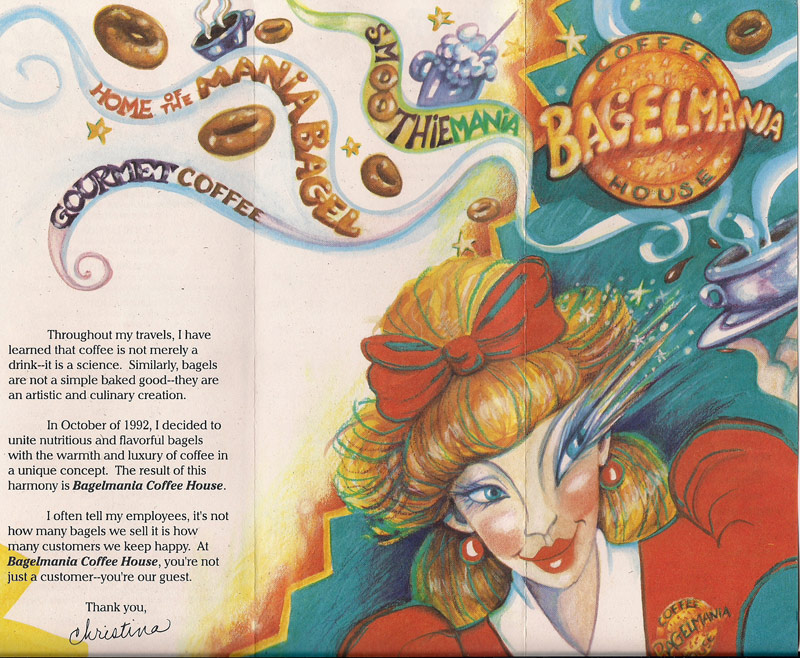 HOME OF THE MANIA BAGEL
SMOOTHIEMANIA
GOURMET COFFEE
COFFEE
BAGELMANIA
HOUSE
Throughout my travels, I have
learned that coffee is not merely a
drink--it is a science. Similarly, bagels
are not a simple baked good--they are
an artistic and culinary creation.
In October of 1992, I decided to
unite nutritious and flavorful bagels
with the warmth and luxury of coffee in
a unique concept. The result of this
harmony is Bagelmania Coffee House.
I often tell my employees, it's not
how many bagels we sell it is how
many customers we keep happy. At
Bagelmania Coffee House, you're not
just a customer--you're our guest.
Thank you,
Christina
COFFEE
BAGELMANIA